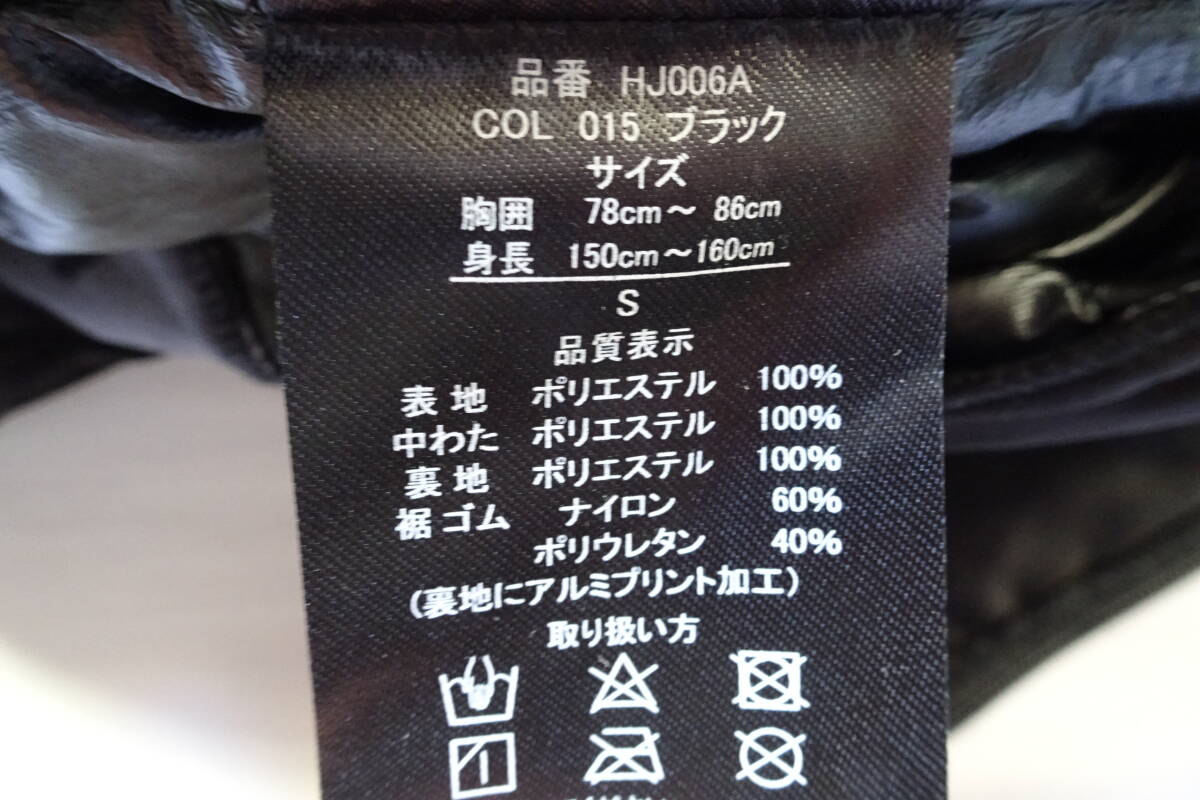 品番 HJ006A
COL 015 ブラック
サイズ
胸囲 78cm～ 86cm
身長 150cm～160cm
S
品質表示
表地 ポリエステル 100%
中わた ポリエステル 100%
裏地 ポリエステル 100%
裾ゴム ナイロン 60%
ポリウレタン 40%
(裏地にアルミプリント加工)
取り扱い方